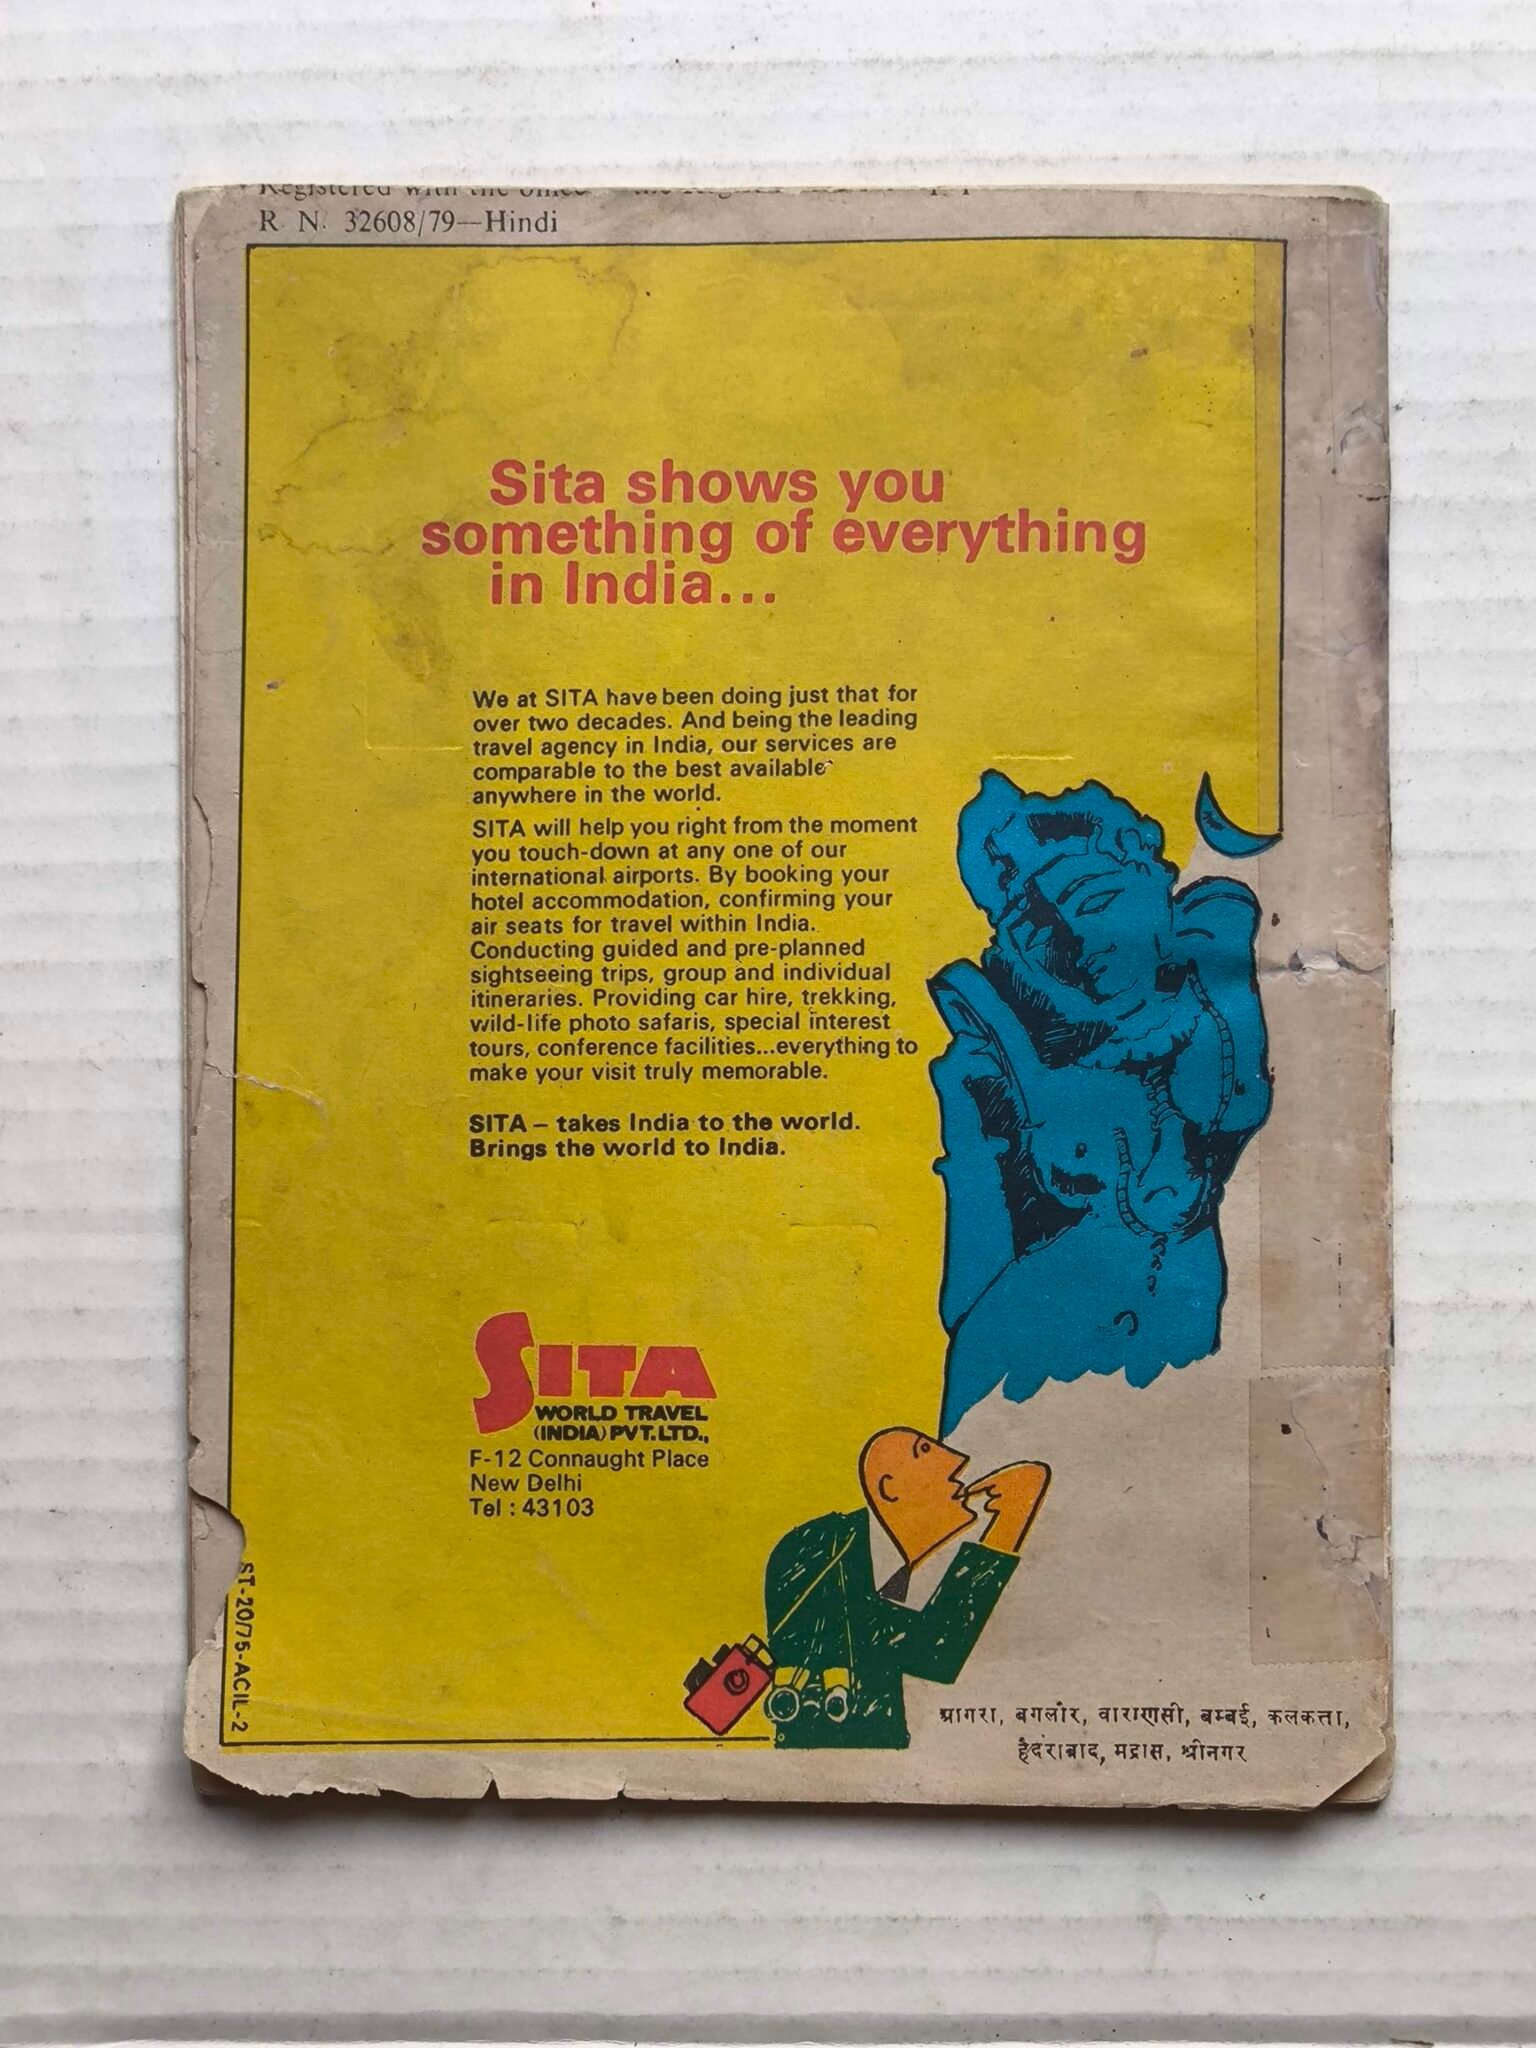 Registered with the office
R. N. 32608/79—Hindi
Sita shows you
something of everything
in India...
We at SITA have been doing just that for
over two decades. And being the leading
travel agency in India, our services are
comparable to the best available
anywhere in the world.
SITA will help you right from the moment
you touch-down at any one of our
international airports. By booking your
hotel accommodation, confirming your
air seats for travel within India.
Conducting guided and pre-planned
sightseeing trips, group and individual
itineraries. Providing car hire, trekking,
wild-life photo safaris, special interest
tours, conference facilities...everything to
make your visit truly memorable.
SITA – takes India to the world.
Brings the world to India.
SITA
WORLD TRAVEL
(INDIA) PVT. LTD.,
F-12 Connaught Place
New Delhi
Tel : 43103
ST-20/75-ACIL-2
आगरा, बगलौर, वाराणसी, बम्बई, कलकत्ता,
हैदराबाद, मद्रास, श्रीनगर